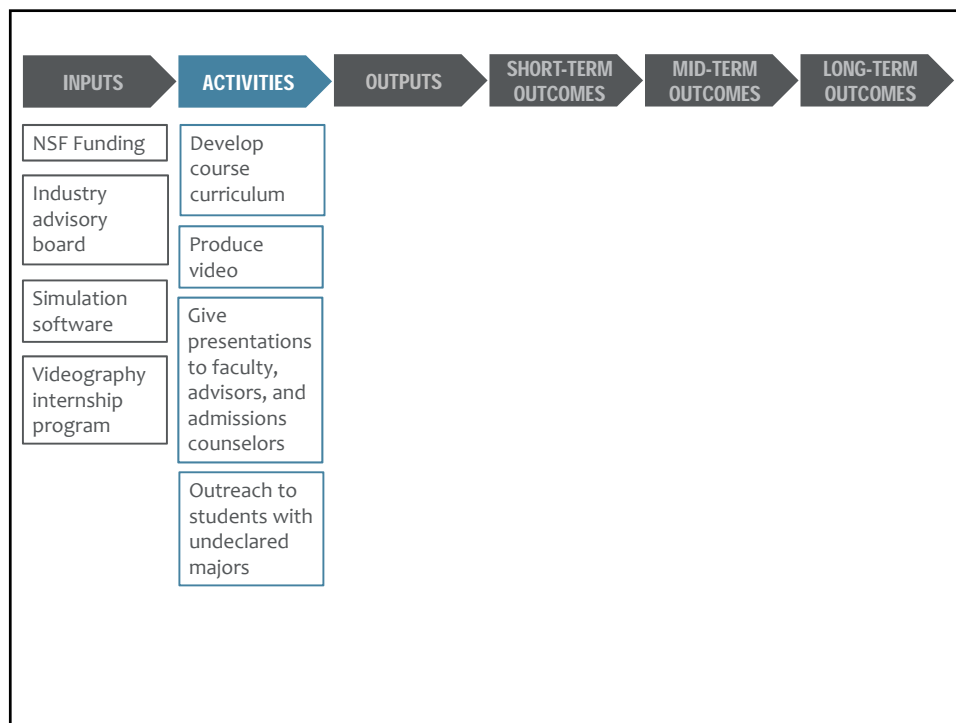 INPUTS
ACTIVITIES
OUTPUTS
SHORT-TERM
OUTCOMES
MID-TERM
OUTCOMES
LONG-TERM
OUTCOMES
NSF Funding
Industry
advisory
board
Simulation
software
Videography
internship
program
Develop
course
curriculum
Produce
video
Give
presentations
to faculty,
advisors, and
admissions
counselors
Outreach to
students with
undeclared
majors